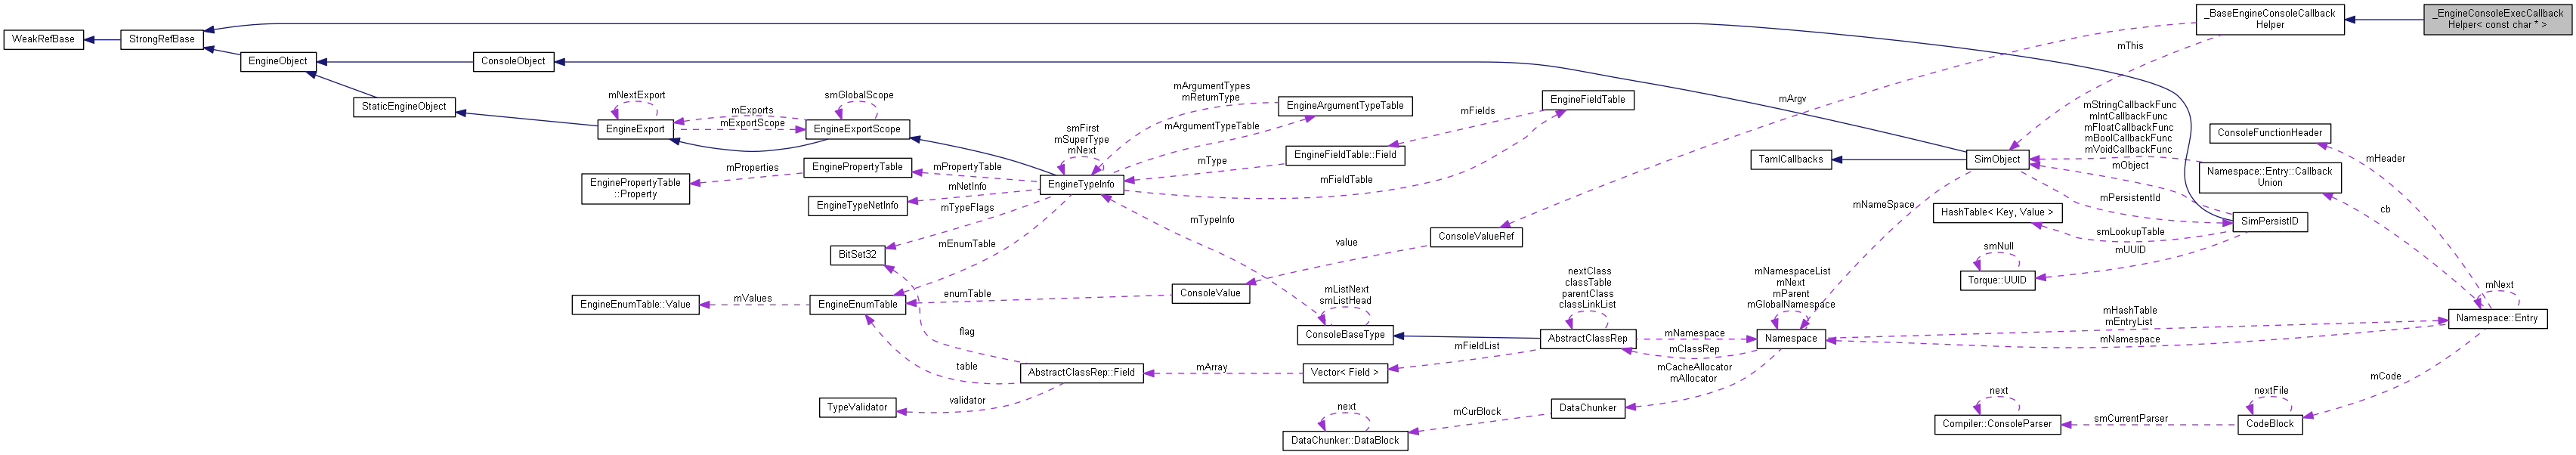 _BaseEngineConsoleCallback
Helper
_EngineConsoleExecCallback
Helper< const char * >
WeakRefBase
StrongRefBase
EngineObject
ConsoleObject
StaticEngineObject
mThis
mNextExport
mExports
mExportScope
EngineExport
smGlobalScope
EngineExportScope
mArgumentTypes
mReturnType
EngineArgumentTypeTable
mArgumentTypeTable
mFields
EngineFieldTable
mArgv
smFirst
mSuperType
mNext
EngineTypeInfo
mType
EngineFieldTable::Field
mFieldTable
mStringCallbackFunc
mIntCallbackFunc
mFloatCallbackFunc
mBoolCallbackFunc
mVoidCallbackFunc
ConsoleFunctionHeader
mHeader
TamlCallbacks
SimObject
mObject
Namespace::Entry::Callback
Union
mProperties
EnginePropertyTable
mPropertyTable
EnginePropertyTable
::Property
mNetInfo
EngineTypeNetInfo
mTypeFlags
mNameSpace
mPersistentId
HashTable< Key, Value >
smLookupTable
SimPersistID
cb
mTypeInfo
mEnumTable
value
ConsoleValueRef
BitSet32
smNull
mUUID
Torque::UUID
EngineEnumTable::Value
mValues
EngineEnumTable
enumTable
ConsoleValue
mListNext
smListHead
ConsoleBaseType
nextClass
classTable
parentClass
classLinkList
AbstractClassRep
mNamespaceList
mNext
mParent
mGlobalNamespace
mNamespace
Namespace
mClassRep
mHashTable
mEntryList
mNamespace
mNext
Namespace::Entry
flag
table
AbstractClassRep::Field
mArray
Vector< Field >
mFieldList
mCacheAllocator
mAllocator
mCode
TypeValidator
validator
next
DataChunker::DataBlock
mCurBlock
DataChunker
next
Compiler::ConsoleParser
smCurrentParser
nextFile
CodeBlock